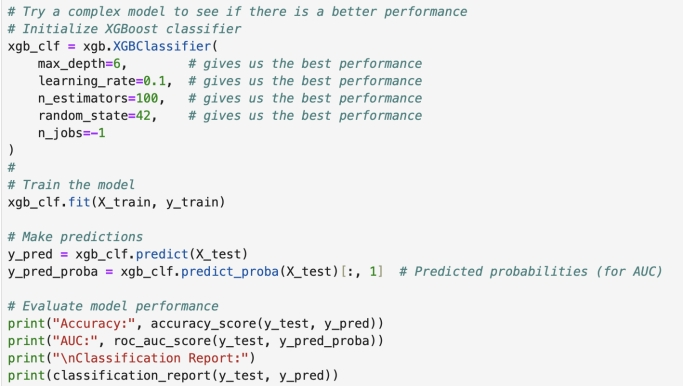 # Try a complex model to see if there is a better performance
# Initialize XGBoost classifier
xgb_clf = xgb.XGBClassifier(
    max_depth=6,        # gives us the best performance
    learning_rate=0.1,  # gives us the best performance
    n_estimators=100,   # gives us the best performance
    random_state=42,    # gives us the best performance
    n_jobs=-1
)
#
# Train the model
xgb_clf.fit(X_train, y_train)

# Make predictions
y_pred = xgb_clf.predict(X_test)
y_pred_proba = xgb_clf.predict_proba(X_test)[:, 1]  # Predicted probabilities (for AUC)

# Evaluate model performance
print("Accuracy:", accuracy_score(y_test, y_pred))
print("AUC:", roc_auc_score(y_test, y_pred_proba))
print("\nClassification Report:")
print(classification_report(y_test, y_pred))